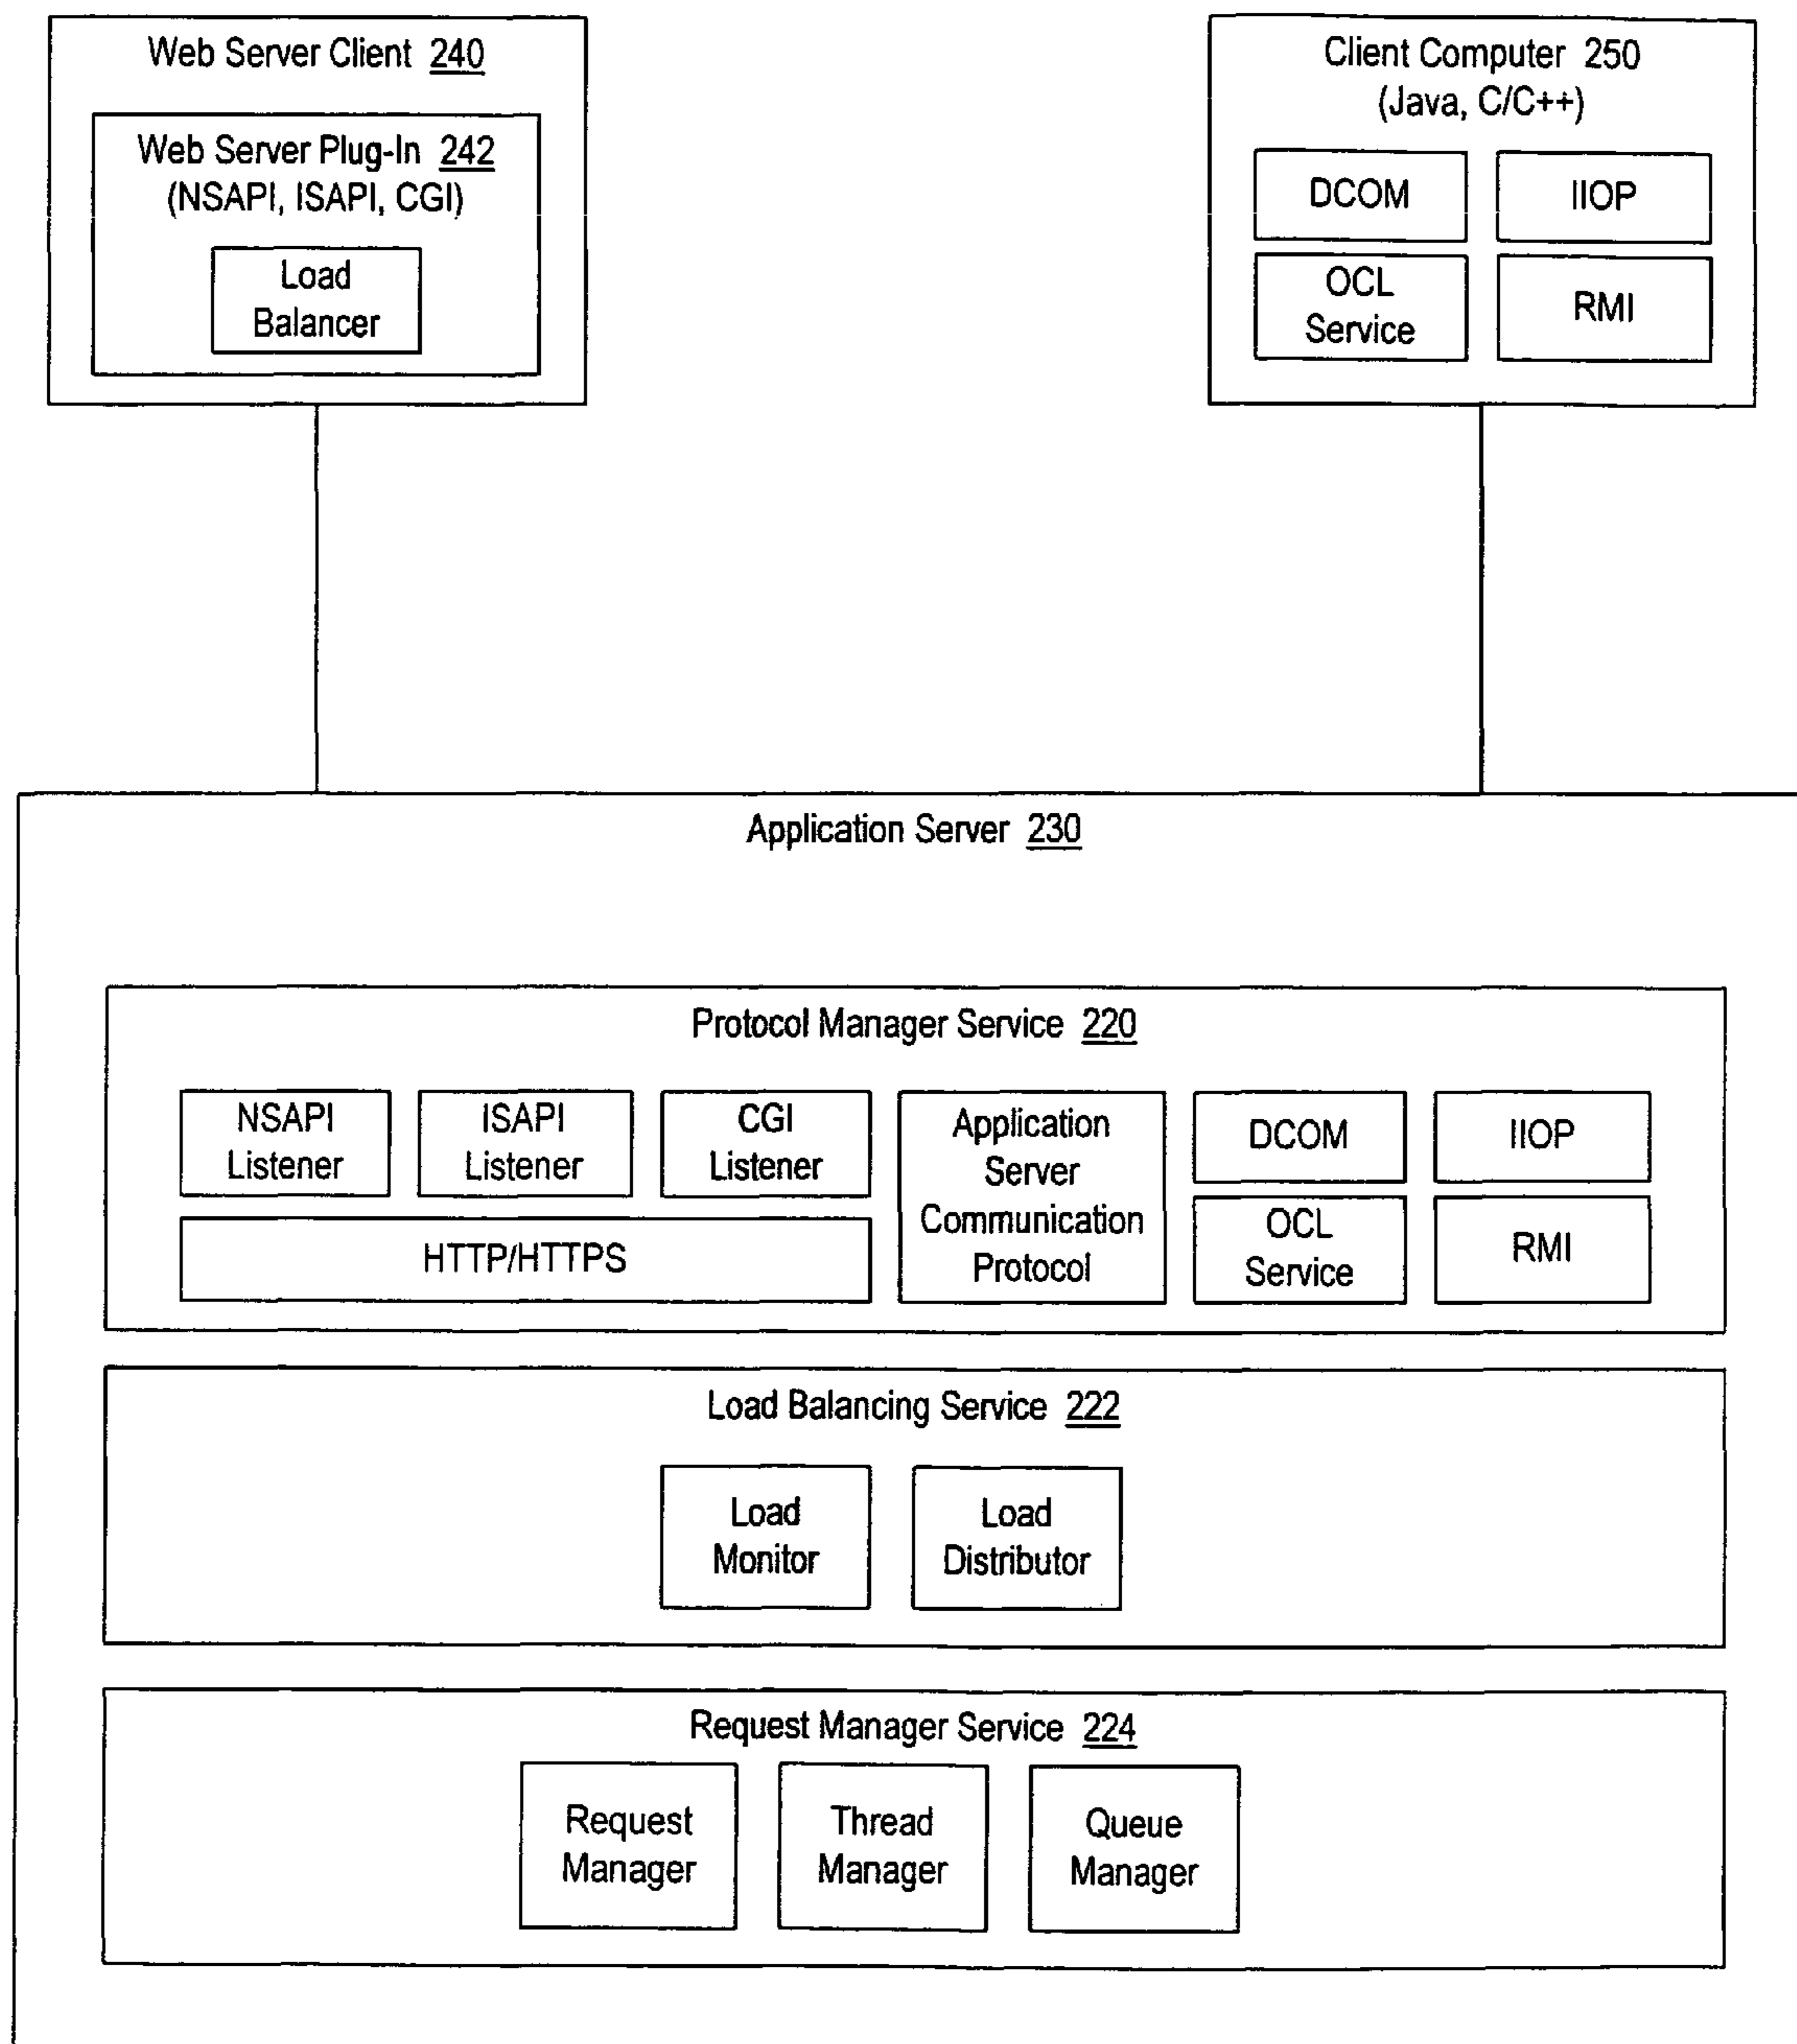 Web Server Client 240
Web Server Plug-In 242
(NSAPI, ISAPI, CGI)
Load
Balancer
Client Computer 250
(Java, C/C++)
DCOM
IIOP
OCL
Service
RMI
Application Server 230
Protocol Manager Service 220
NSAPI
Listener
ISAPI
Listener
CGI
Listener
HTTP/HTTPS
Application
Server
Communication
Protocol
DCOM
IIOP
OCL
Service
RMI
Load Balancing Service 222
Load
Monitor
Load
Distributor
Request Manager Service 224
Request
Manager
Thread
Manager
Queue
Manager